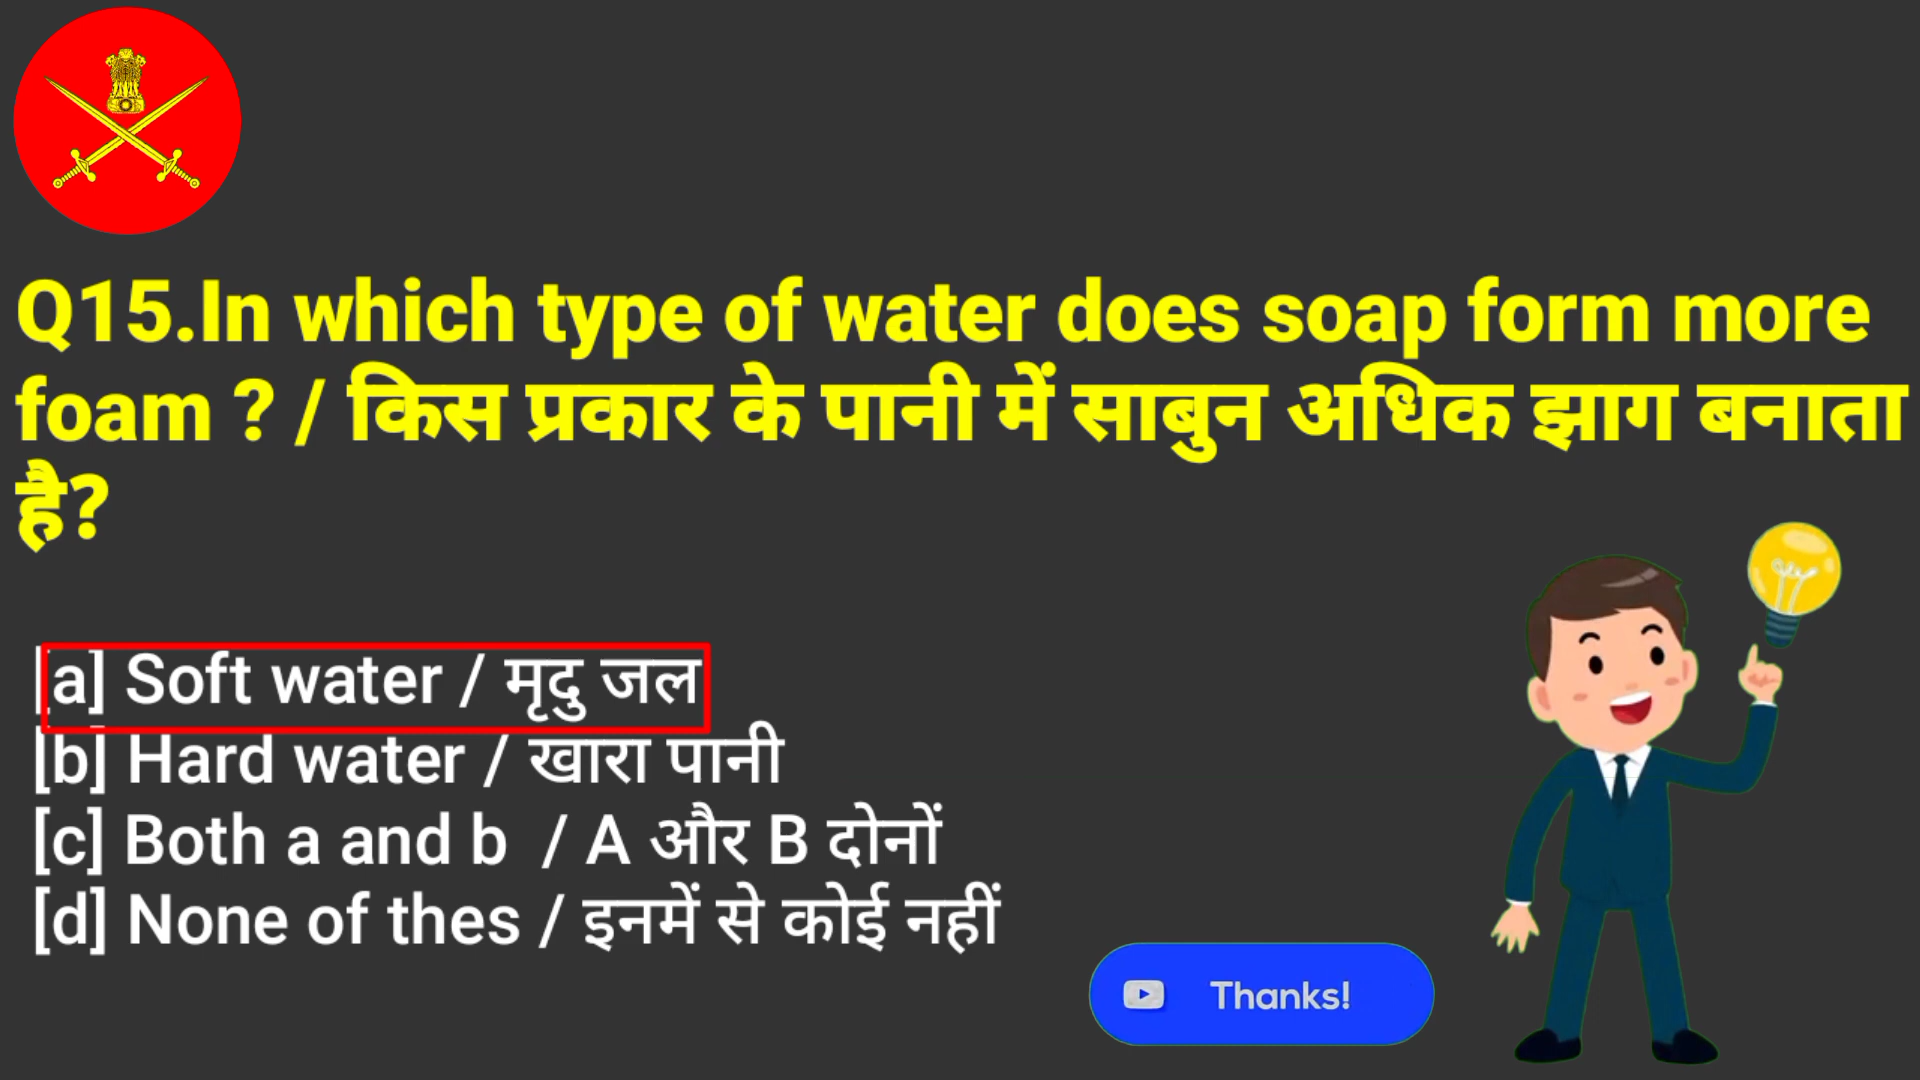 Q15.In which type of water does soap form more
foam ? / किस प्रकार के पानी में साबुन अधिक झाग बनाता
है?
[a] Soft water / मृदु जल
[b] Hard water / खारा पानी
[c] Both a and b / A और B दोनों
[d] None of thes / इनमें से कोई नहीं
Thanks!